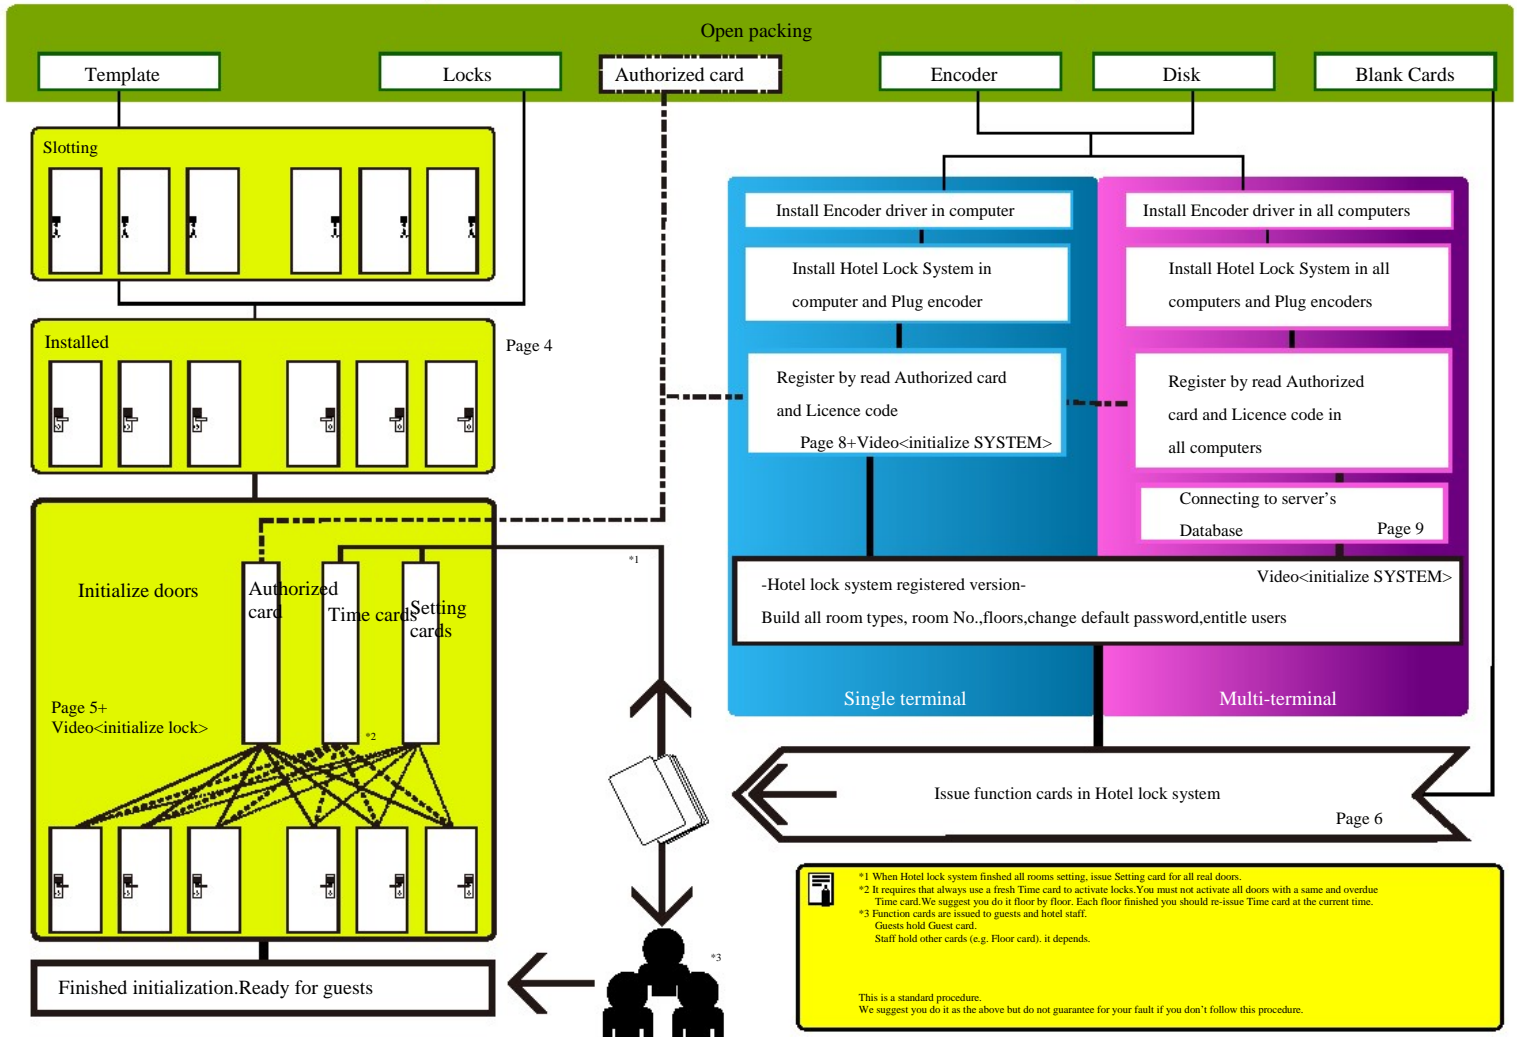 Open packing
Template
Locks
Authorized card
Encoder
Disk
Blank Cards
Slotting
Installed
Page 4
Install Encoder driver in computer
Install Hotel Lock System in
computer and Plug encoder
Register by read Authorized card
and Licence code
Page 8+Video<initialize SYSTEM>
Install Encoder driver in all computers
Install Hotel Lock System in all
computers and Plug encoders
Register by read Authorized
card and Licence code in
all computers
Connecting to server's
Database
Page 9
Video<initialize SYSTEM>
-Hotel lock system registered version-
Build all room types, room No.,floors,change default password,entitle users
Single terminal
Multi-terminal
Initialize doors
Authorized
card
Time cards
Setting
cards
*1
Page 5+
Video<initialize lock>
*2
Issue function cards in Hotel lock system
Page 6
*3
Finished initialization.Ready for guests
*1 When Hotel lock system finshed all rooms setting, issue Setting card for all real doors.
*2 It requires that always use a fresh Time card to activate locks.You must not activate all doors with a same and overdue
Time card.We suggest you do it floor by floor. Each floor finished you should re-issue Time card at the current time.
*3 Function cards are issued to guests and hotel staff.
Guests hold Guest card.
Staff hold other cards (e.g. Floor card). it depends.
This is a standard procedure.
We suggest you do it as the above but do not guarantee for your fault if you don't follow this procedure.